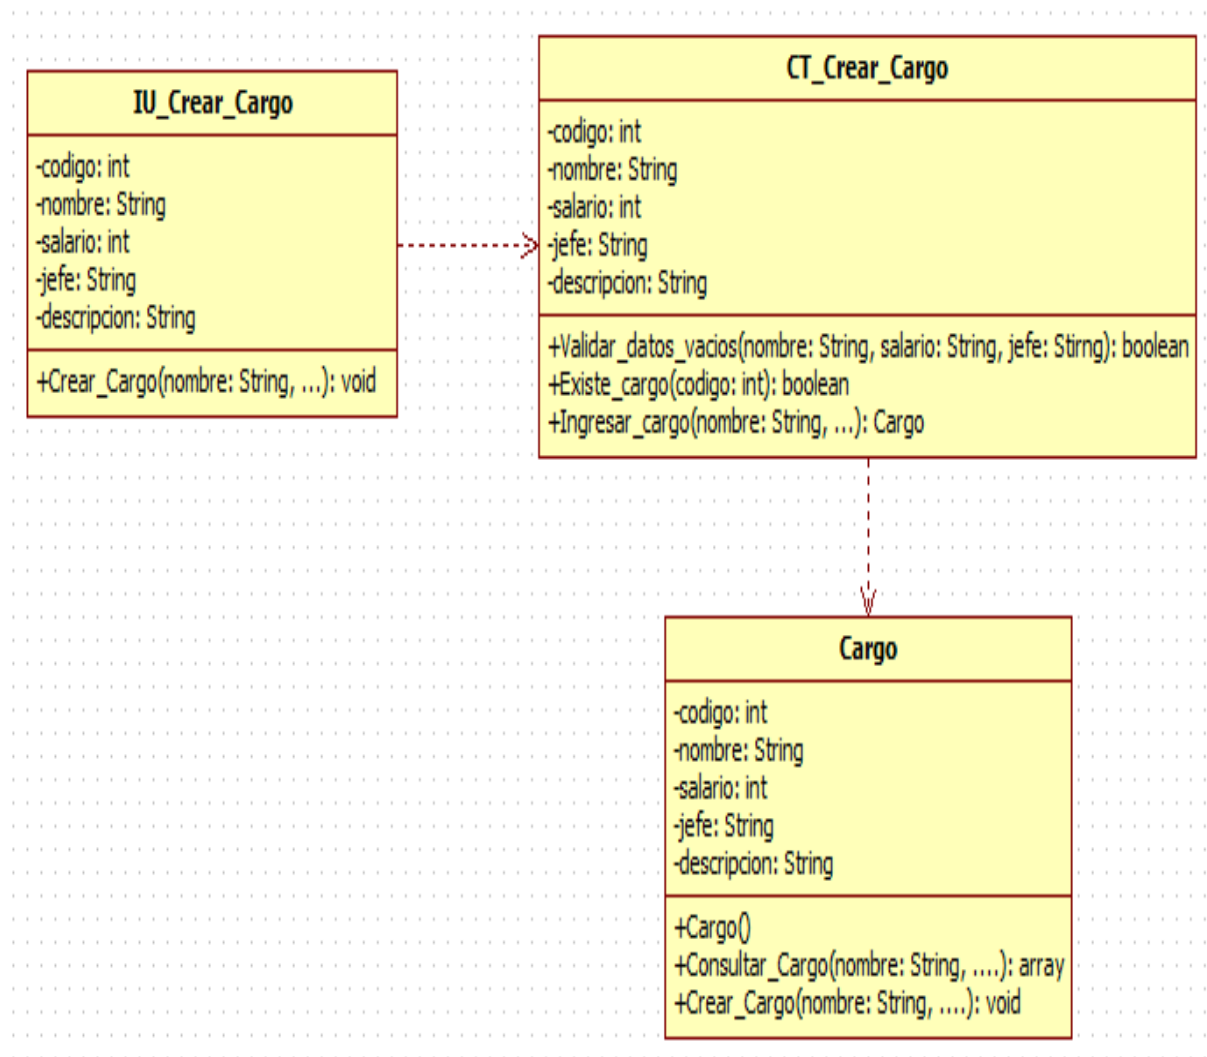 IU_Crear_Cargo
-codigo: int
-nombre: String
-salario: int
-jefe: String
-descripcion: String
+Crear_Cargo(nombre: String, ...): void
CT_Crear_Cargo
-codigo: int
-nombre: String
-salario: int
-jefe: String
-descripcion: String
+Validar_datos_vacios(nombre: String, salario: String, jefe: Stirng): boolean
+Existe_cargo(codigo: int): boolean
+Ingresar_cargo(nombre: String, ...): Cargo
Cargo
-codigo: int
-nombre: String
-salario: int
-jefe: String
-descripcion: String
+Cargo()
+Consultar_Cargo(nombre: String, ....): array
+Crear_Cargo(nombre: String, ....): void